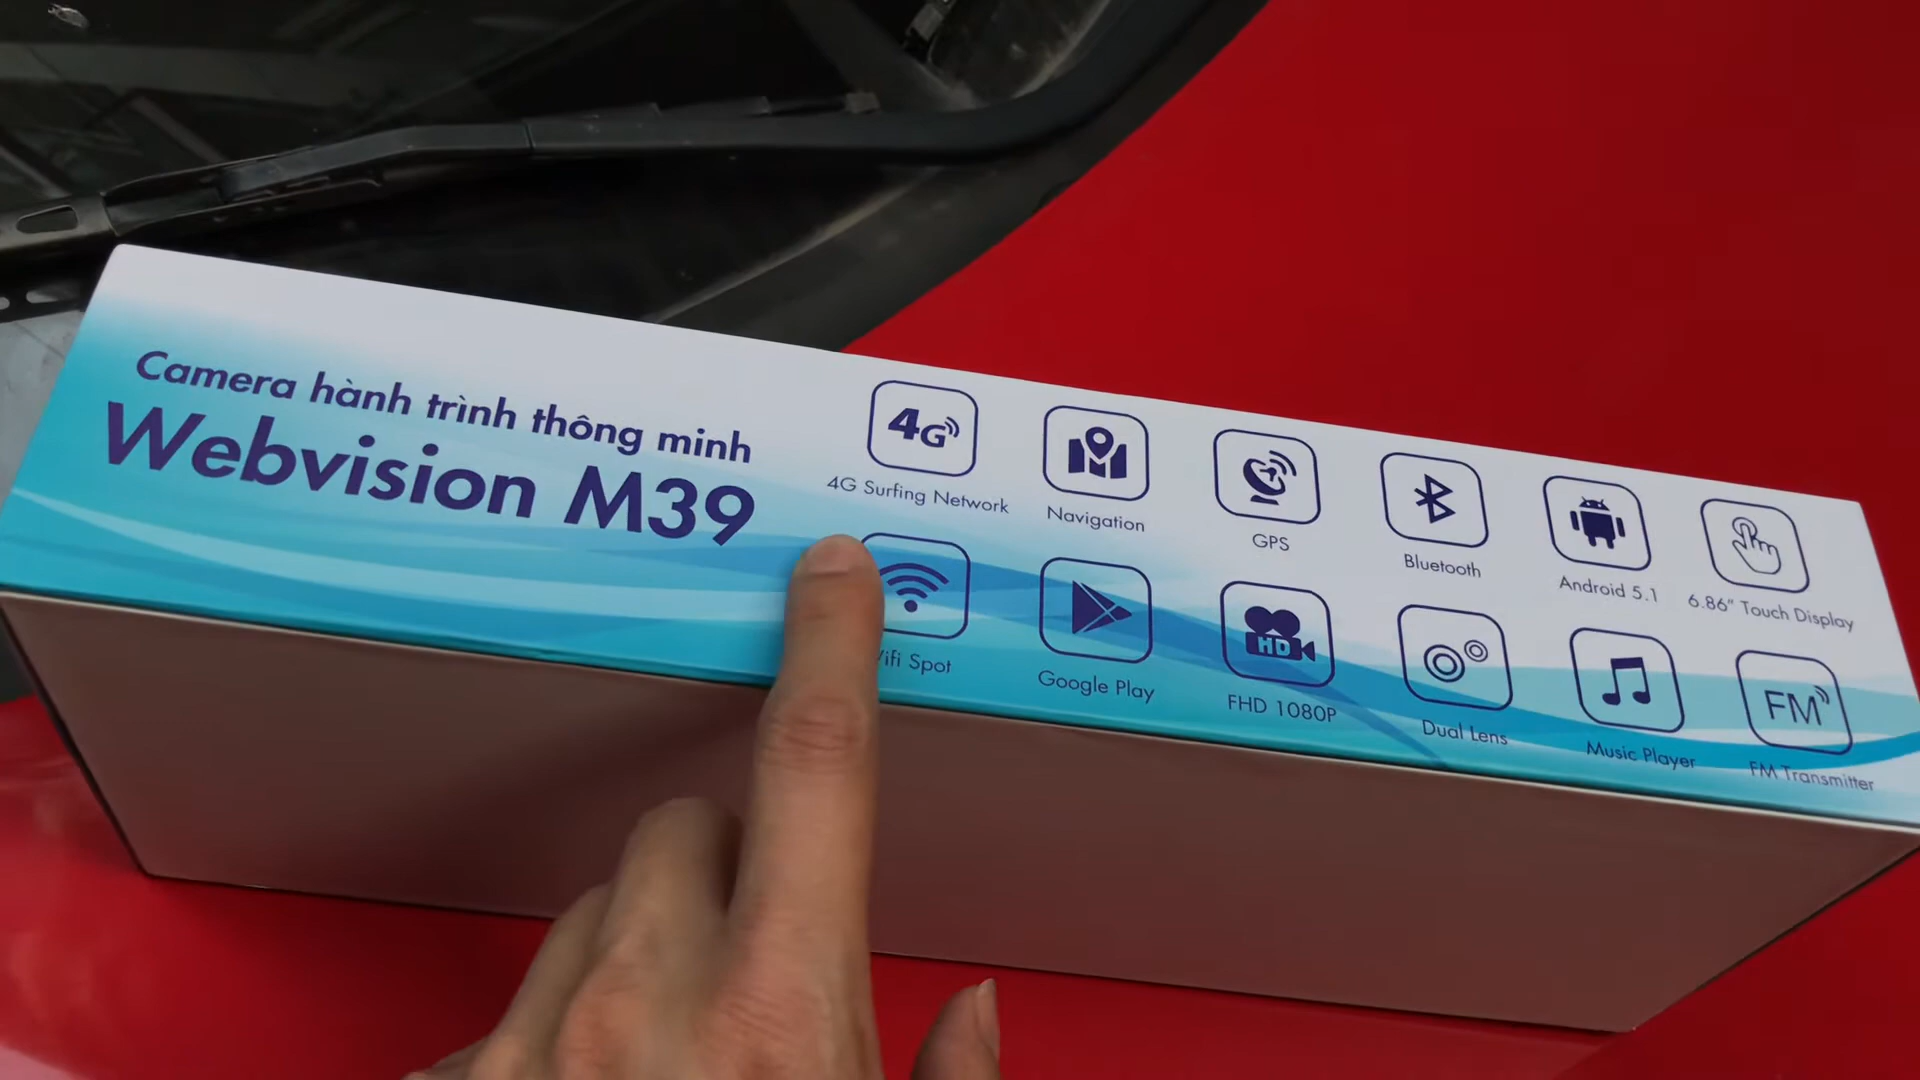 Camera hành trình thông minh
Webvision M39
4G
4G Surfing Network
Navigation
GPS
Bluetooth
Android 5.1
6.86" Touch Display
Spot
Google Play
HD
FHD 1080P
Dual Lens
Music Player
FM
FM Transmitter